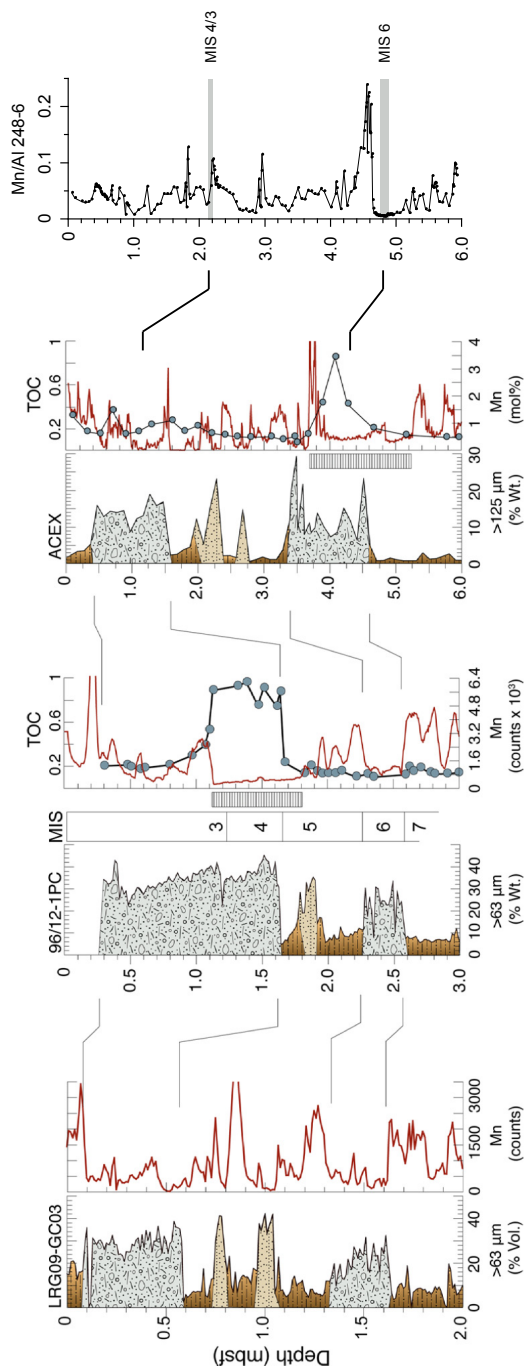 LRG09-GC03
Depth (mbsf)
0
0.5
1.0
1.5
2.0
0 20 40
>63 µm
(% Vol.)
0 1500 3000
Mn
(counts)
96/12-1PC
0
0.5
1.0
1.5
2.0
2.5
3.0
0 10 20 30 40
>63 µm
(% Wt.)
MIS
3
4
5
6
7
TOC
0.2 0.6 1
0 1.6 3.2 4.8 6.4
Mn
(counts x 10³)
ACEX
0.0
1.0
2.0
3.0
4.0
5.0
6.0
0 10 20 30
>125 µm
(% Wt.)
TOC
0.2 0.6 1
1 2 3 4
Mn
(mol%)
Mn/Al 248-6
0 0.1 0.2
0
1.0
2.0
3.0
4.0
5.0
6.0
MIS 4/3
MIS 6